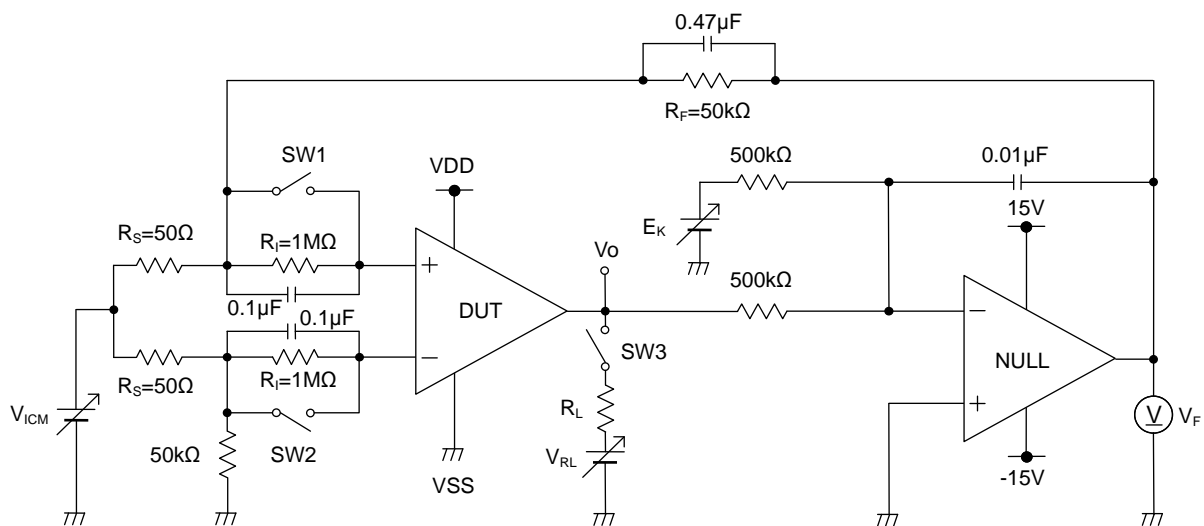 0.47μF
R_F=50kΩ
SW1
VDD
500kΩ
0.01μF
15V
E_K
R_S=50Ω
R_I=1MΩ
Vo
500kΩ
0.1μF
0.1μF
DUT
SW3
NULL
R_S=50Ω
R_I=1MΩ
R_L
V_ICM
V
V_F
50kΩ
SW2
V_RL
VSS
-15V
+
−
−
+